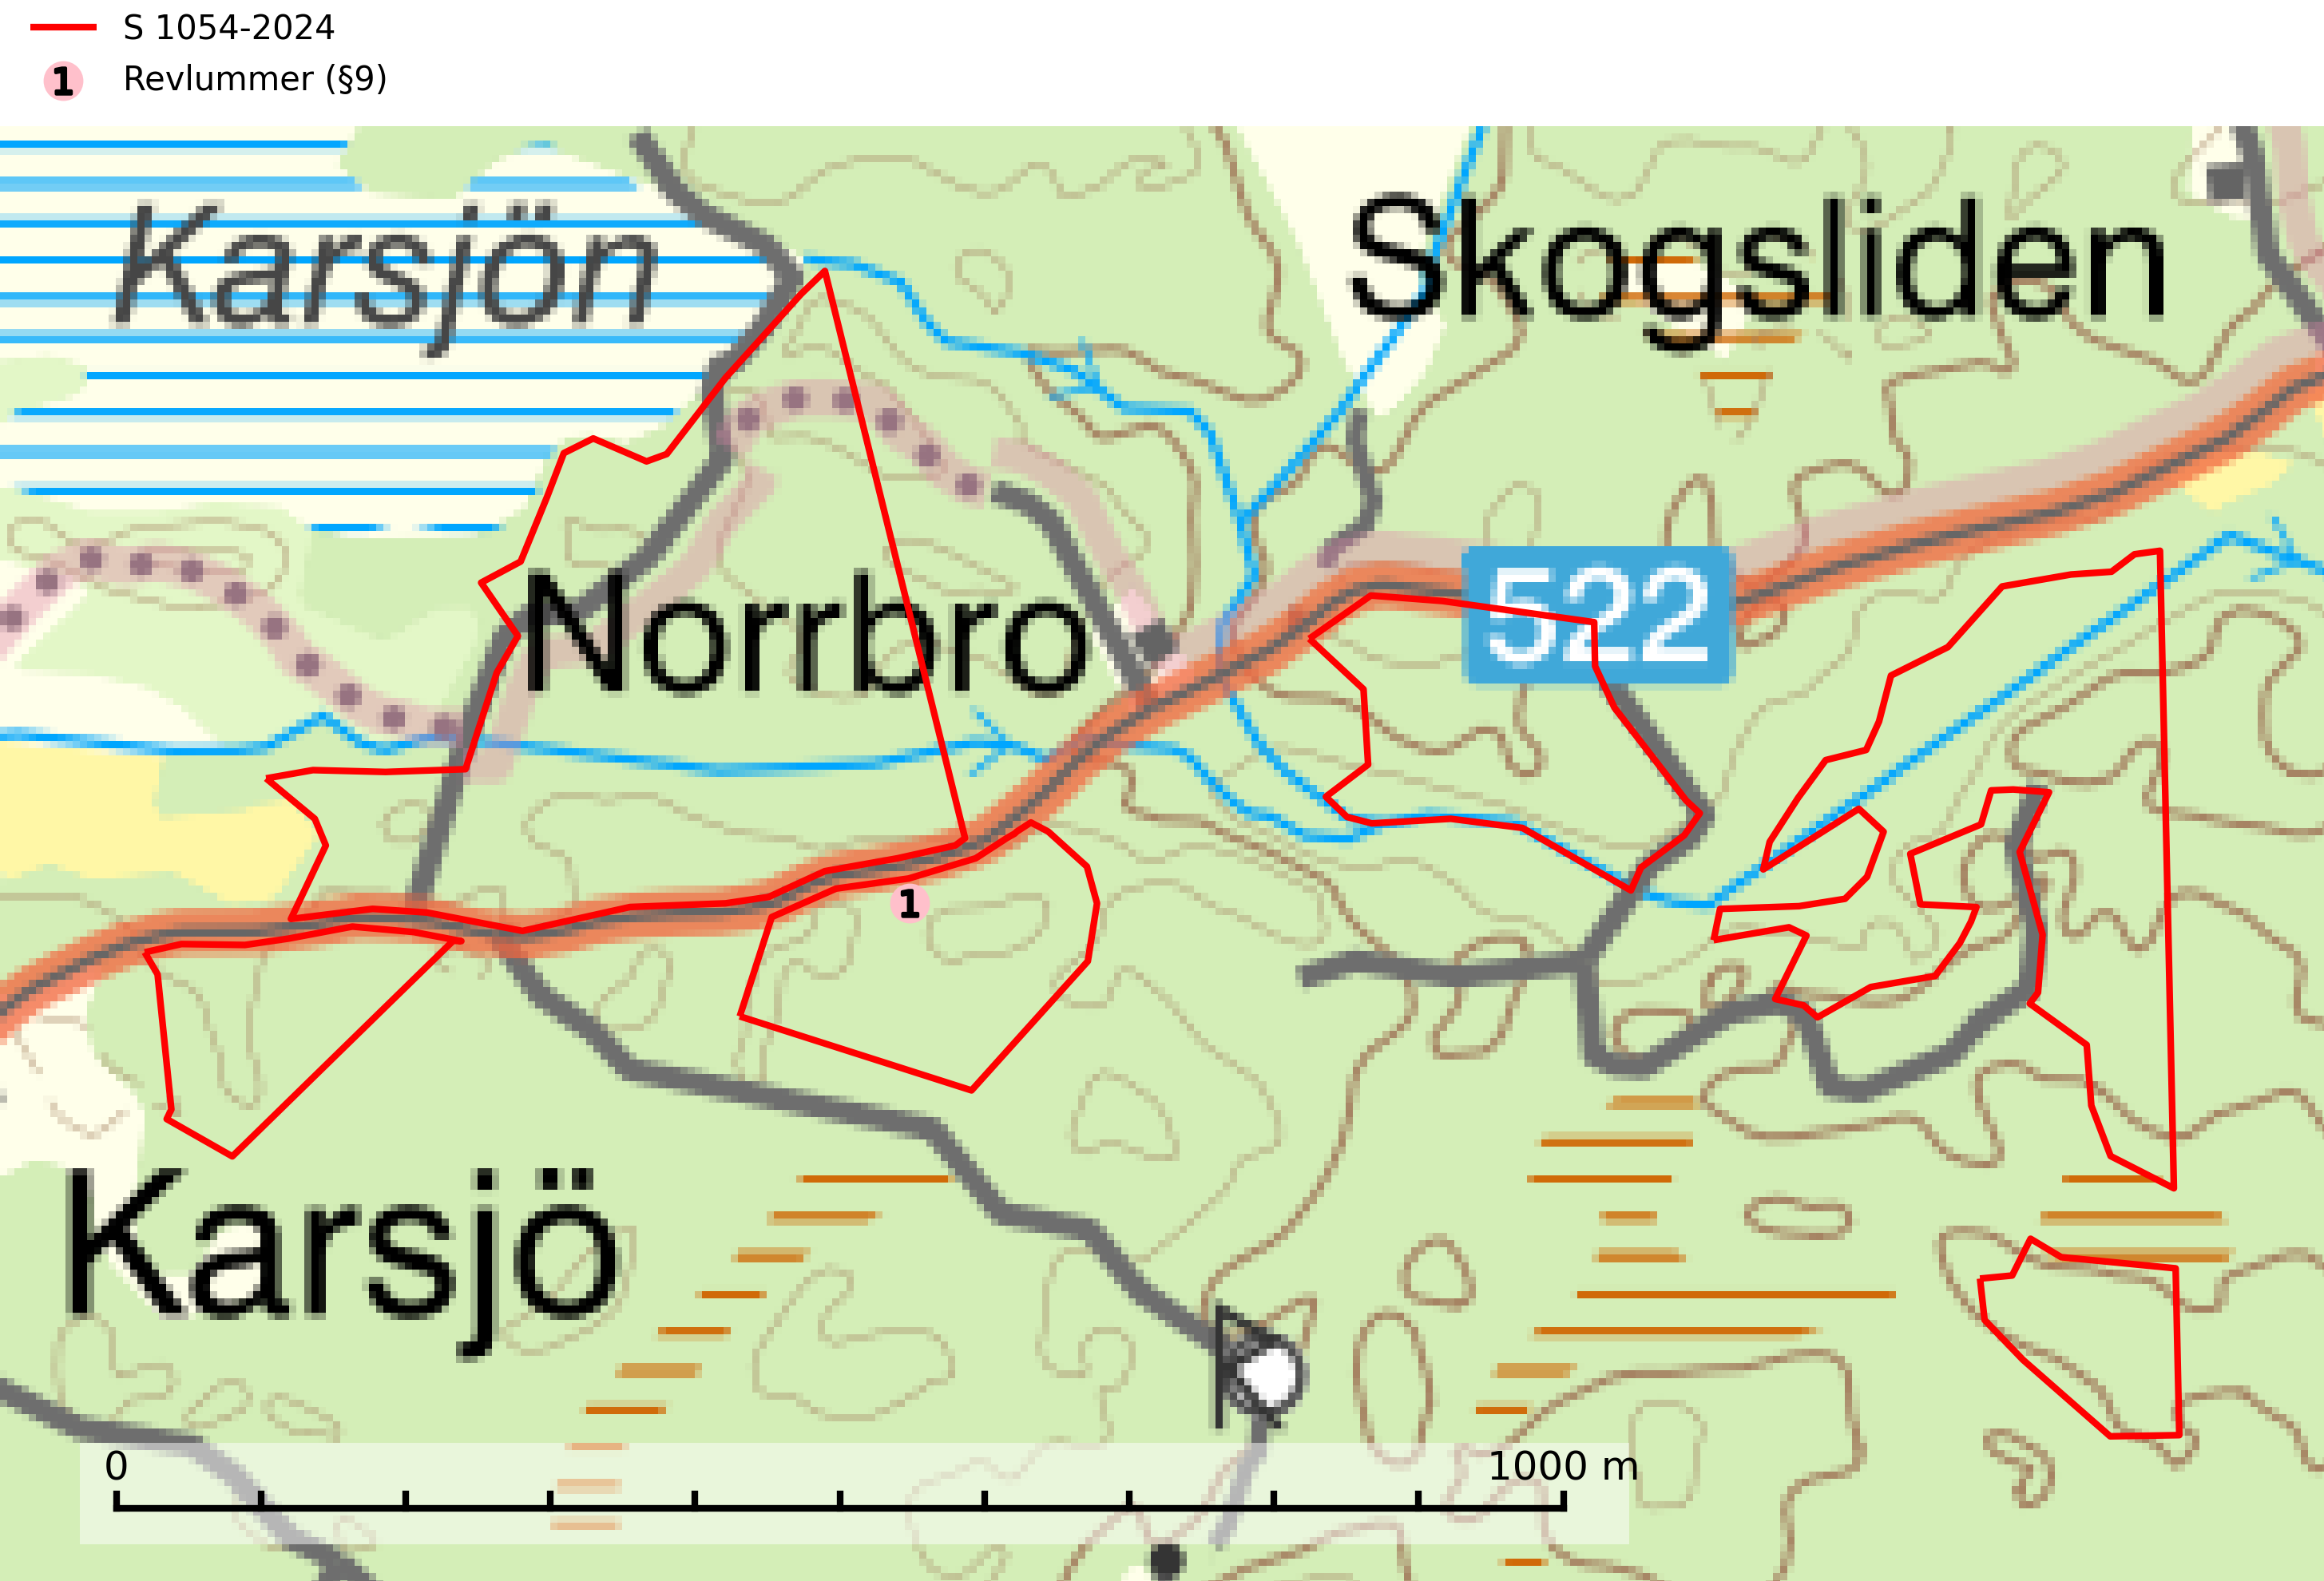 S 1054-2024
1 Revlummer (§9)
Karsjön
Skogsliden
Norrbro
522
1
Karsjö
0 1000 m